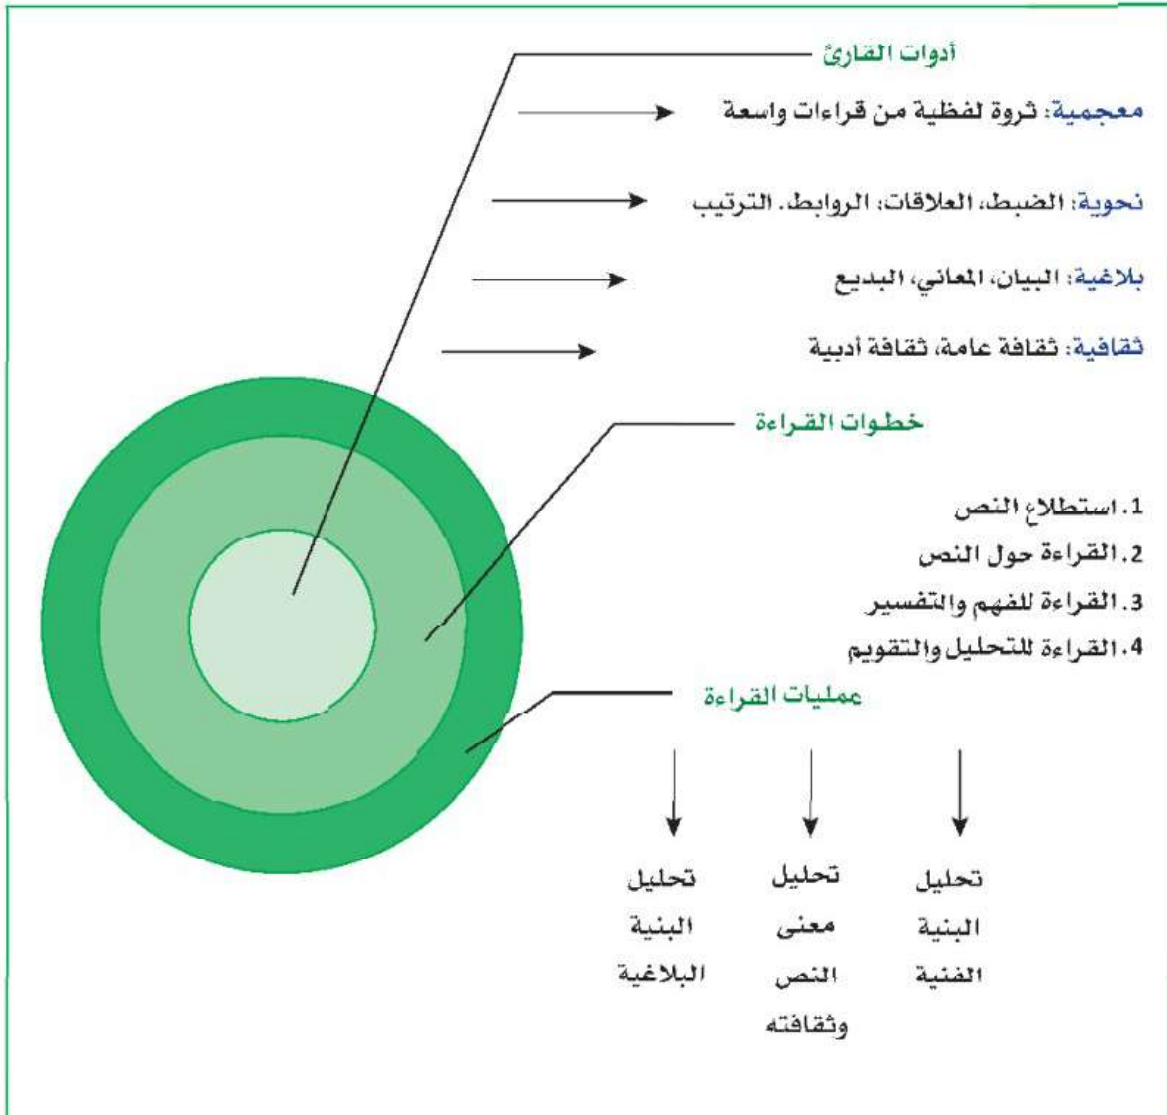 أدوات القارئ
معجمية: ثروة لفظية من قراءات واسعة
نحوية: الضبط، العلاقات: الروابط، الترتيب
بلاغية: البيان، المعاني، البديع
ثقافية: ثقافة عامة، ثقافة أدبية
خطوات القراءة
1. استطلاع النص
2. القراءة حول النص
3. القراءة للفهم والتفسير
4. القراءة للتحليل والتقويم
عمليات القراءة
تحليل
البنية
الفنية
تحليل
معنى
النص
وثقافته
تحليل
البنية
البلاغية